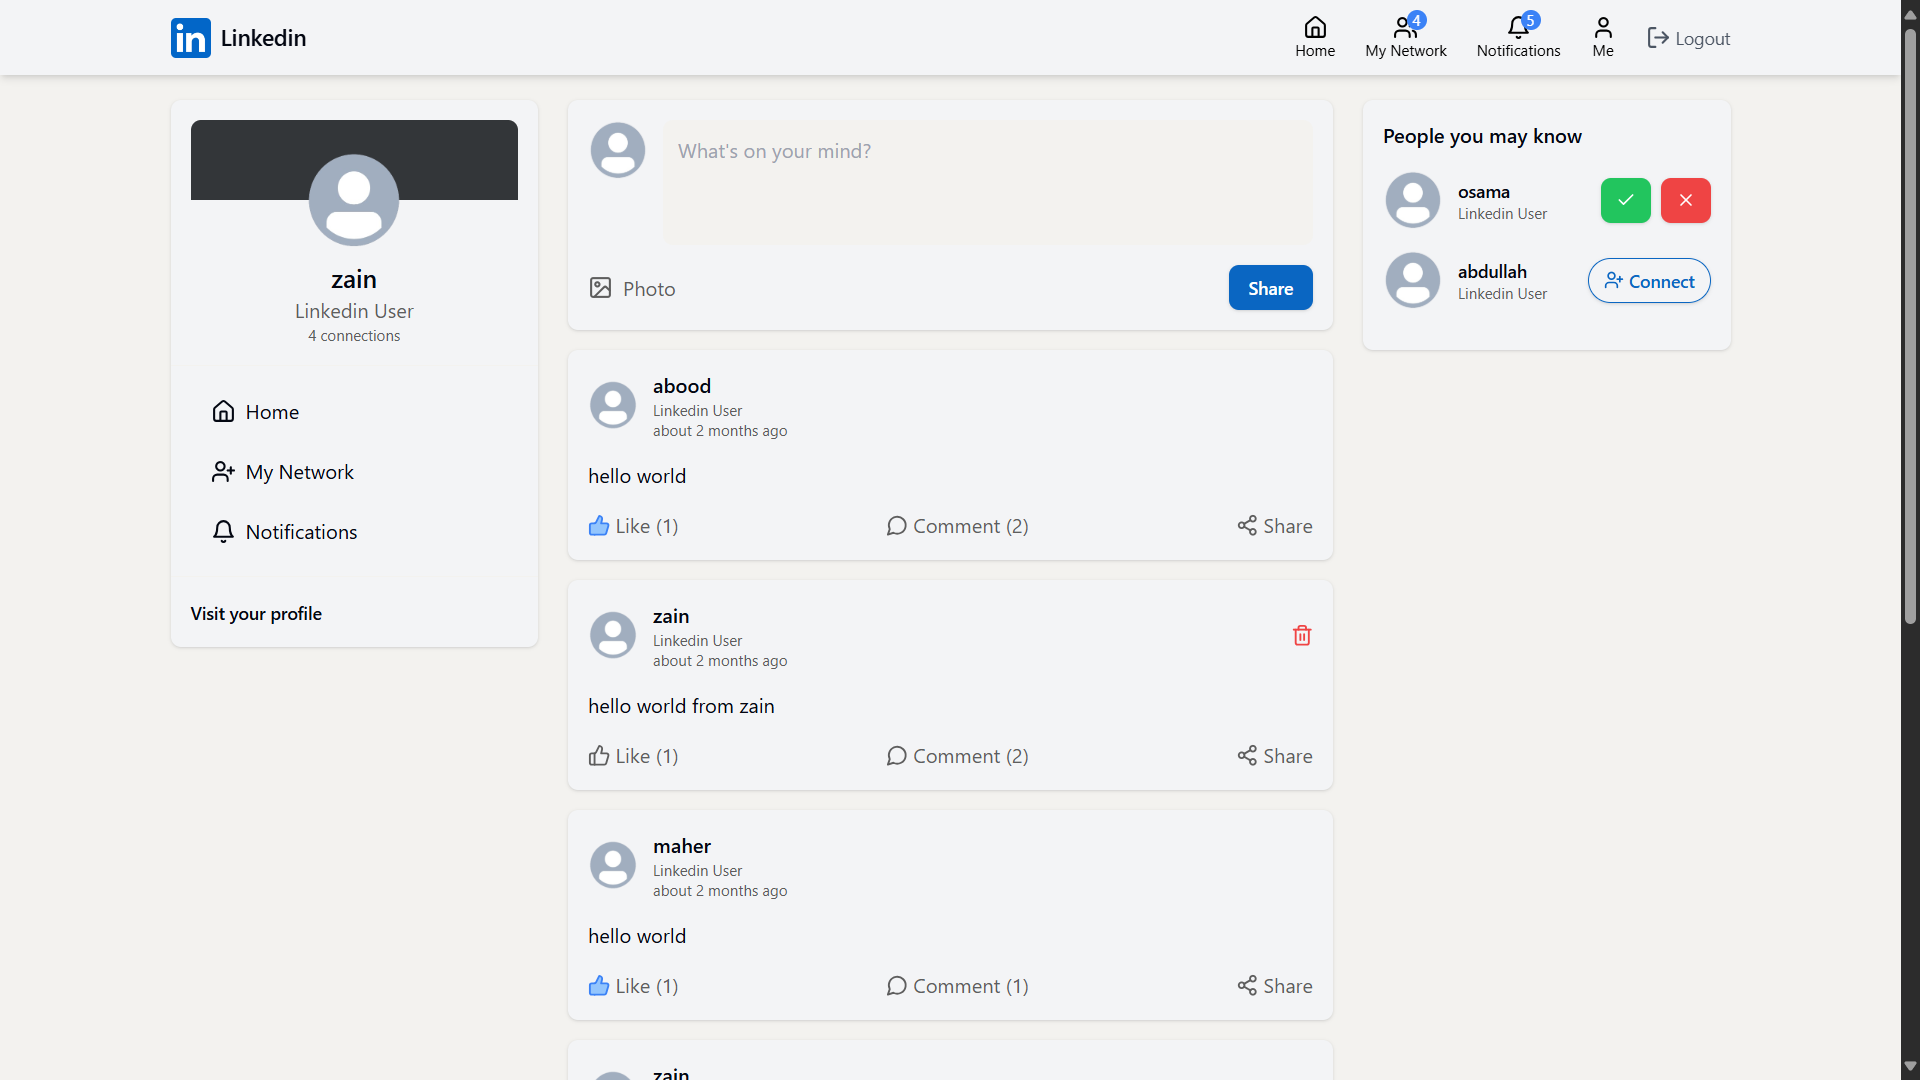 in Linkedin
Home
4
My Network
5
Notifications
Me
Logout
zain
Linkedin User
4 connections
Home
My Network
Notifications
Visit your profile
What's on your mind?
Photo
Share
abood
Linkedin User
about 2 months ago
hello world
Like (1)
Comment (2)
Share
zain
Linkedin User
about 2 months ago
hello world from zain
Like (1)
Comment (2)
Share
maher
Linkedin User
about 2 months ago
hello world
Like (1)
Comment (1)
Share
zain
People you may know
osama
Linkedin User
abdullah
Linkedin User
Connect